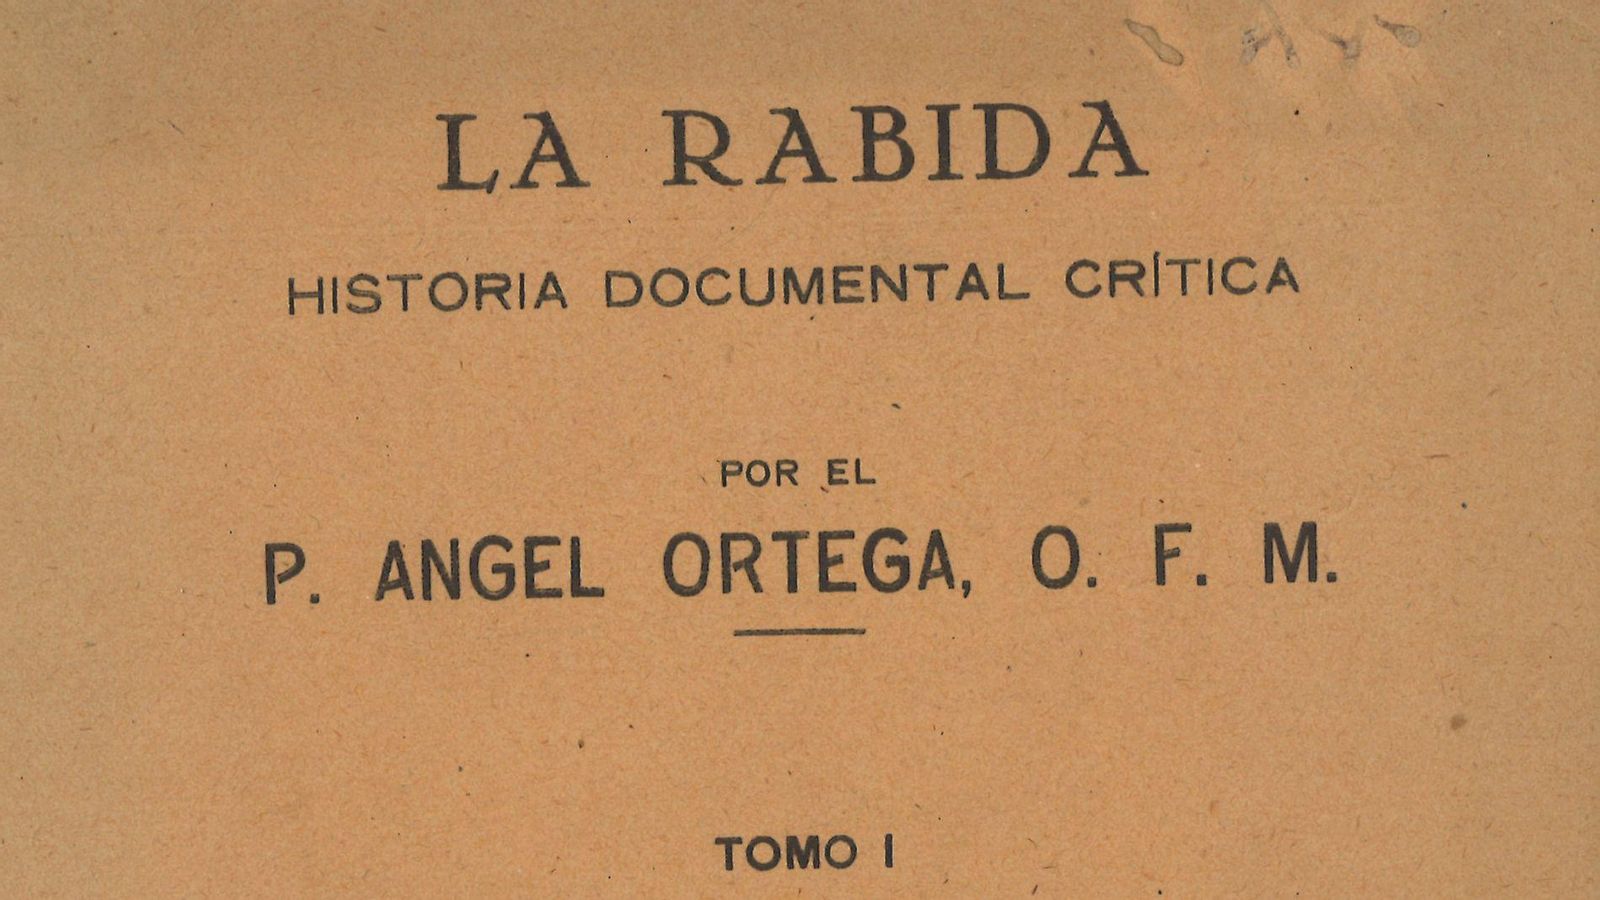 LA RABIDA
HISTORIA DOCUMENTAL CRÍTICA
POR EL
P. ANGEL ORTEGA, O. F. M.
TOMO I